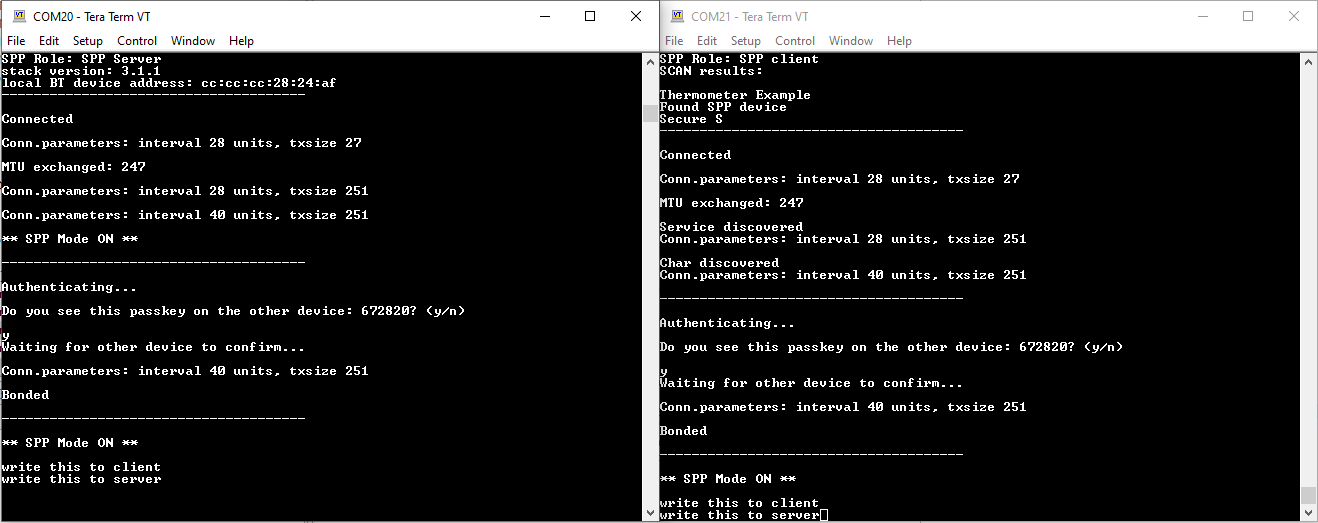 COM20 - Tera Term VT
File Edit Setup Control Window Help
SPP Role: SPP Server
stack version: 3.1.1
local BT device address: cc:cc:cc:28:24:af
--------------------------------------
Connected
Conn.parameters: interval 28 units, txsize 27
MTU exchanged: 247
Conn.parameters: interval 28 units, txsize 251
Conn.parameters: interval 40 units, txsize 251
** SPP Mode ON **
--------------------------------------
Authenticating...
Do you see this passkey on the other device: 672820? (y/n)
y
Waiting for other device to confirm...
Conn.parameters: interval 40 units, txsize 251
Bonded
--------------------------------------
** SPP Mode ON **
write this to client
write this to server
COM21 - Tera Term VT
File Edit Setup Control Window Help
SPP Role: SPP client
SCAN results:
Thermometer Example
Found SPP device
Secure S
--------------------------------------
Connected
Conn.parameters: interval 28 units, txsize 27
MTU exchanged: 247
Service discovered
Conn.parameters: interval 28 units, txsize 251
Char discovered
Conn.parameters: interval 40 units, txsize 251
--------------------------------------
Authenticating...
Do you see this passkey on the other device: 672820? (y/n)
y
Waiting for other device to confirm...
Conn.parameters: interval 40 units, txsize 251
Bonded
--------------------------------------
** SPP Mode ON **
write this to client
write this to server